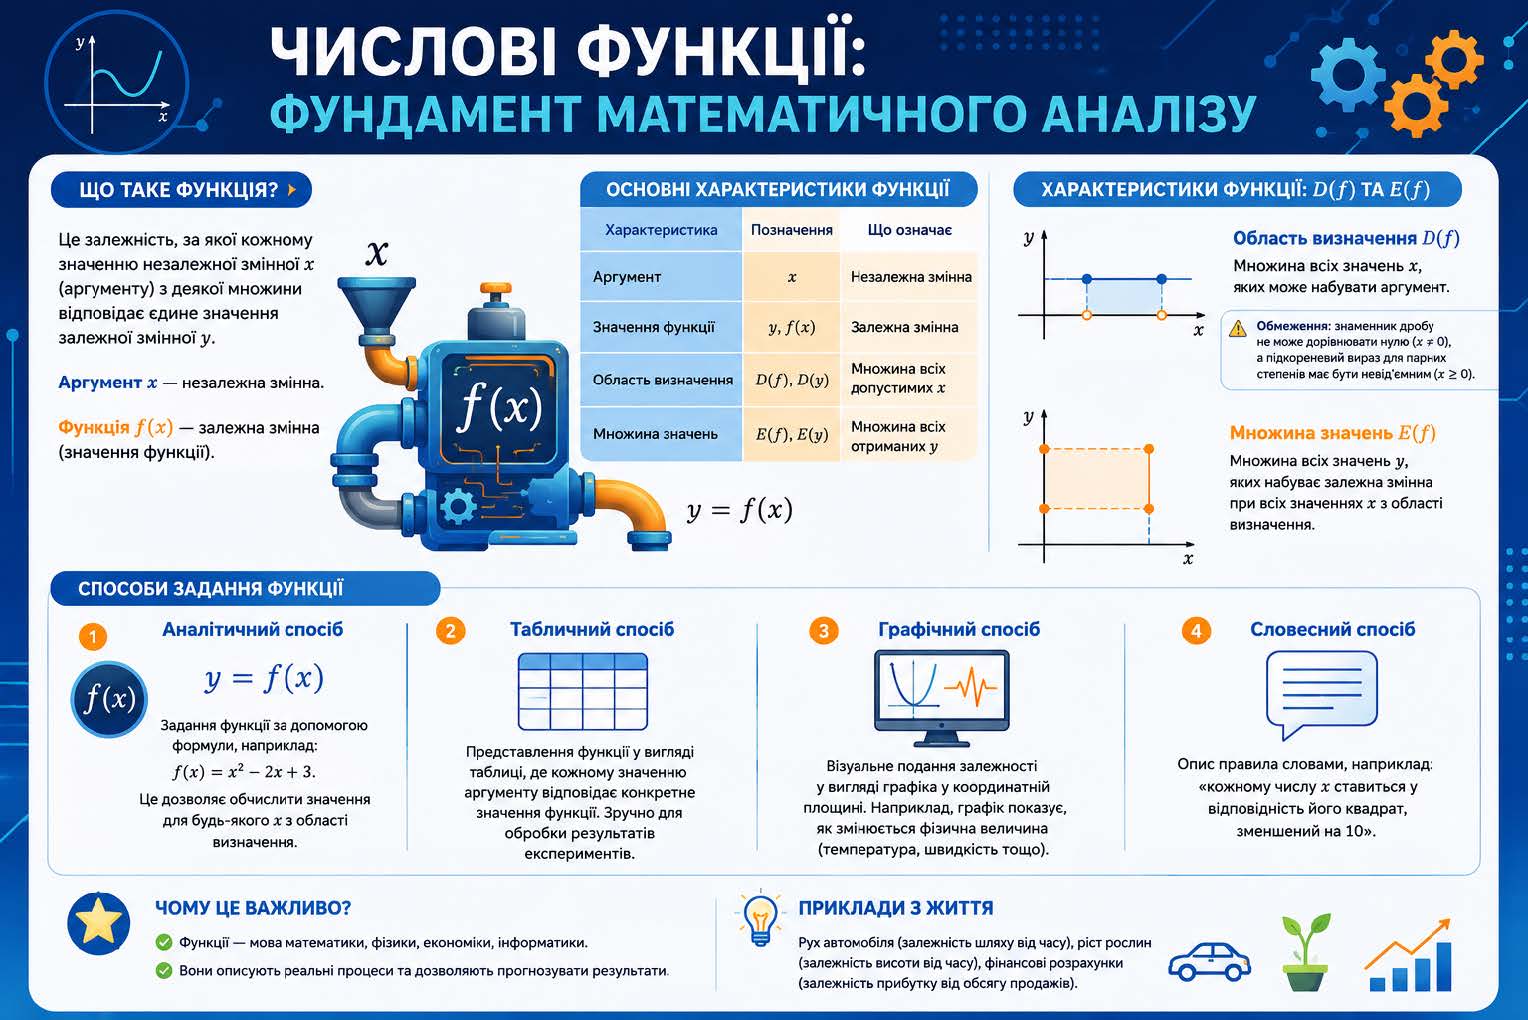 ЧИСЛОВІ ФУНКЦІЇ:
ФУНДАМЕНТ МАТЕМАТИЧНОГО АНАЛІЗУ
y
x
ЩО ТАКЕ ФУНКЦІЯ?
Це залежність, за якої кожному
значенню незалежної змінної x
(аргументу) з деякої множини
відповідає єдине значення
залежної змінної y.
Аргумент x — незалежна змінна.
Функція f(x) — залежна змінна
(значення функції).
x
f(x)
y = f(x)
ОСНОВНІ ХАРАКТЕРИСТИКИ ФУНКЦІЇ
Характеристика Позначення Що означає
Аргумент x Незалежна змінна
Значення функції y, f(x) Залежна змінна
Область визначення D(f), D(y) Множина всіх
допустимих x
Множина значень E(f), E(y) Множина всіх
отриманих y
ХАРАКТЕРИСТИКИ ФУНКЦІЇ: D(f) ТА E(f)
y
x
Область визначення D(f)
Множина всіх значень x,
яких може набувати аргумент.
Обмеження: знаменник дробу
не може дорівнювати нулю (x ≠ 0),
а підкореневий вираз для парних
степенів має бути невід'ємним (x ≥ 0).
y
x
Множина значень E(f)
Множина всіх значень y,
яких набуває залежна змінна
при всіх значеннях x з області
визначення.
СПОСОБИ ЗАДАННЯ ФУНКЦІЇ
1 Аналітичний спосіб
f(x)
y = f(x)
Задання функції за допомогою
формули, наприклад:
f(x) = x² − 2x + 3.
Це дозволяє обчислити значення
для будь-якого x з області
визначення.
2 Табличний спосіб
Представлення функції у вигляді
таблиці, де кожному значенню
аргументу відповідає конкретне
значення функції. Зручно для
обробки результатів
експериментів.
3 Графічний спосіб
Візуальне подання залежності
у вигляді графіка у координатній
площині. Наприклад, графік показує,
як змінюється фізична величина
(температура, швидкість тощо).
4 Словесний спосіб
Опис правила словами, наприклад:
«кожному числу x ставиться у
відповідність його квадрат,
зменшений на 10».
ЧОМУ ЦЕ ВАЖЛИВО?
Функції — мова математики, фізики, економіки, інформатики.
Вони описують реальні процеси та дозволяють прогнозувати результати.
ПРИКЛАДИ З ЖИТТЯ
Рух автомобіля (залежність шляху від часу), ріст рослин
(залежність висоти від часу), фінансові розрахунки
(залежність прибутку від обсягу продажів).